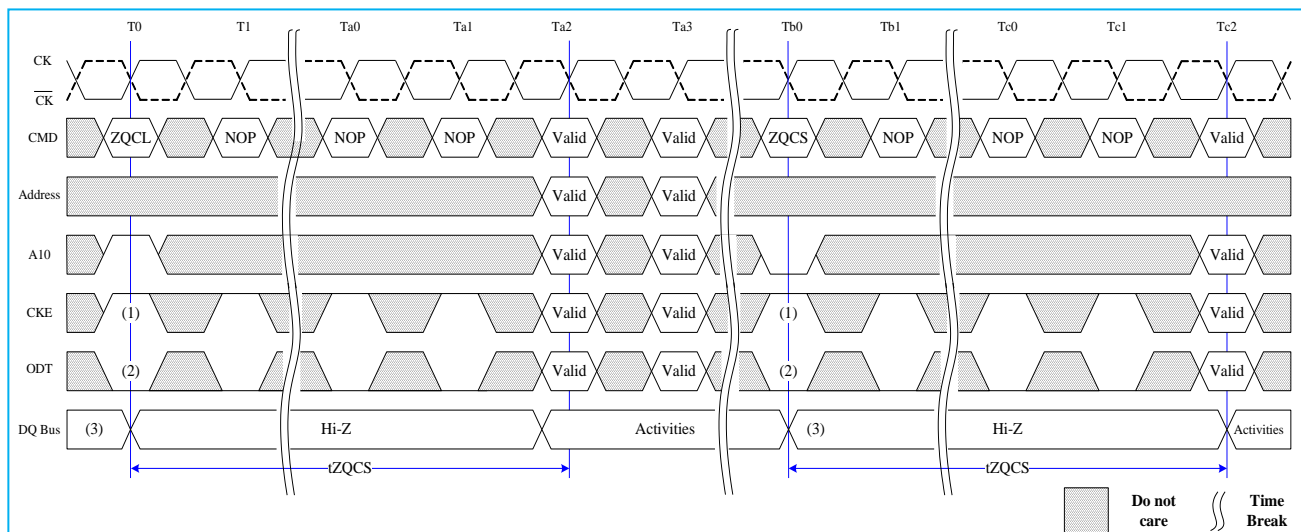 T0 T1 Ta0 Ta1 Ta2 Ta3 Tb0 Tb1 Tc0 Tc1 Tc2
CK
CK
CMD ZQCL NOP NOP NOP Valid Valid ZQCS NOP NOP NOP Valid
Address Valid Valid
A10 Valid Valid Valid
CKE (1) Valid Valid (1) Valid
ODT (2) Valid Valid (2) Valid
DQ Bus (3) Hi-Z Activities (3) Hi-Z Activities
tZQCS tZQCS
Do not care
Time Break